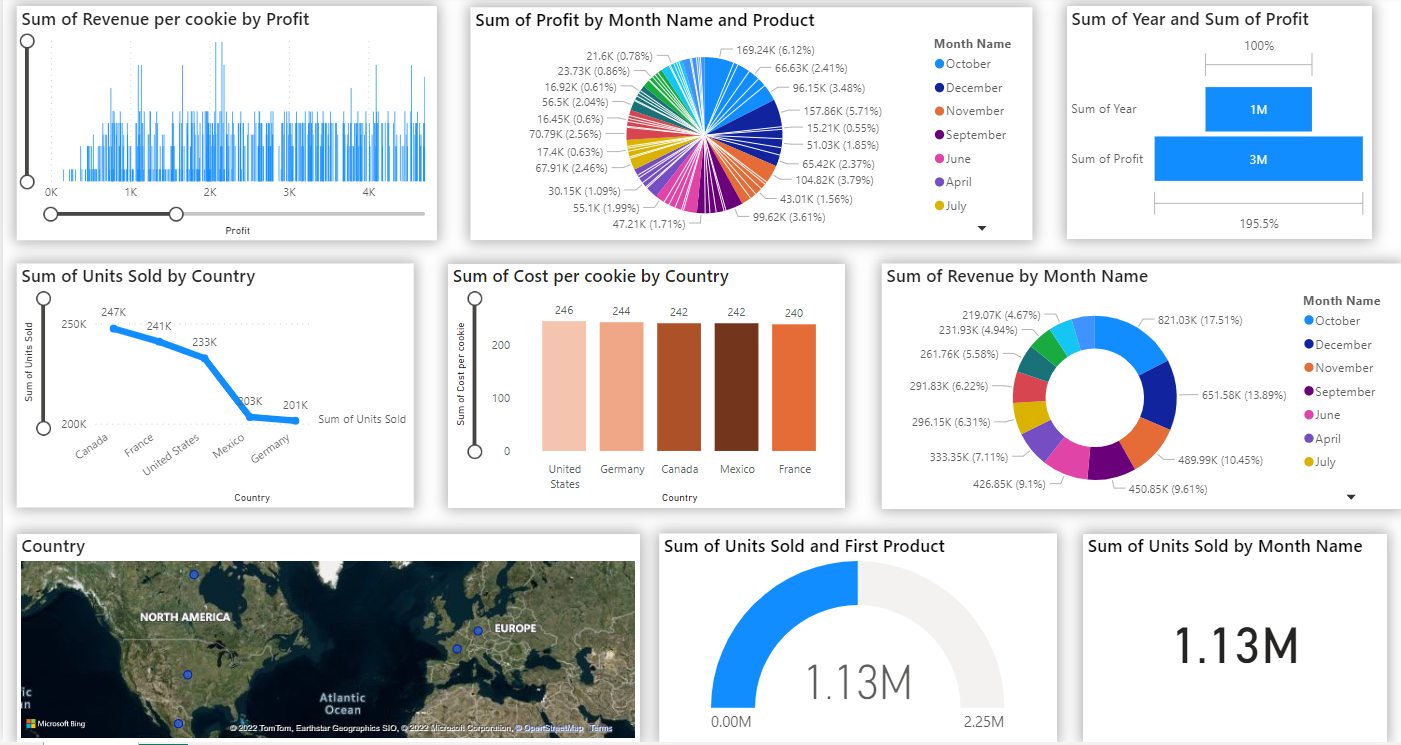 Sum of Revenue per cookie by Profit
0K
1K
2K
3K
4K
Profit
Sum of Profit by Month Name and Product
169.24K (6.12%)
66.63K (2.41%)
96.15K (3.48%)
157.86K (5.71%)
15.21K (0.55%)
51.03K (1.85%)
65.42K (2.37%)
104.82K (3.79%)
43.01K (1.56%)
99.62K (3.61%)
47.21K (1.71%)
55.1K (1.99%)
30.15K (1.09%)
67.91K (2.46%)
17.4K (0.63%)
70.79K (2.56%)
16.45K (0.6%)
56.5K (2.04%)
16.92K (0.61%)
23.73K (0.86%)
21.6K (0.78%)
Month Name
October
December
November
September
June
April
July
Sum of Year and Sum of Profit
100%
Sum of Year
1M
Sum of Profit
3M
195.5%
Sum of Units Sold by Country
Sum of Units Sold
250K
200K
247K
241K
233K
203K
201K
Sum of Units Sold
Canada
France
United States
Mexico
Germany
Country
Sum of Cost per cookie by Country
Sum of Cost per cookie
200
100
0
246
244
242
242
240
United
States
Germany
Canada
Mexico
France
Country
Sum of Revenue by Month Name
821.03K (17.51%)
651.58K (13.89%)
489.99K (10.45%)
450.85K (9.61%)
426.85K (9.1%)
333.35K (7.11%)
296.15K (6.31%)
291.83K (6.22%)
261.76K (5.58%)
231.93K (4.94%)
219.07K (4.67%)
Month Name
October
December
November
September
June
April
July
Country
NORTH AMERICA
EUROPE
Atlantic
Ocean
ic
n
Microsoft Bing
© 2022 TomTom, Earthstar Geographics SIO, © 2022 Microsoft Corporation, © OpenStreetMap Terms
Sum of Units Sold and First Product
1.13M
0.00M
2.25M
Sum of Units Sold by Month Name
1.13M